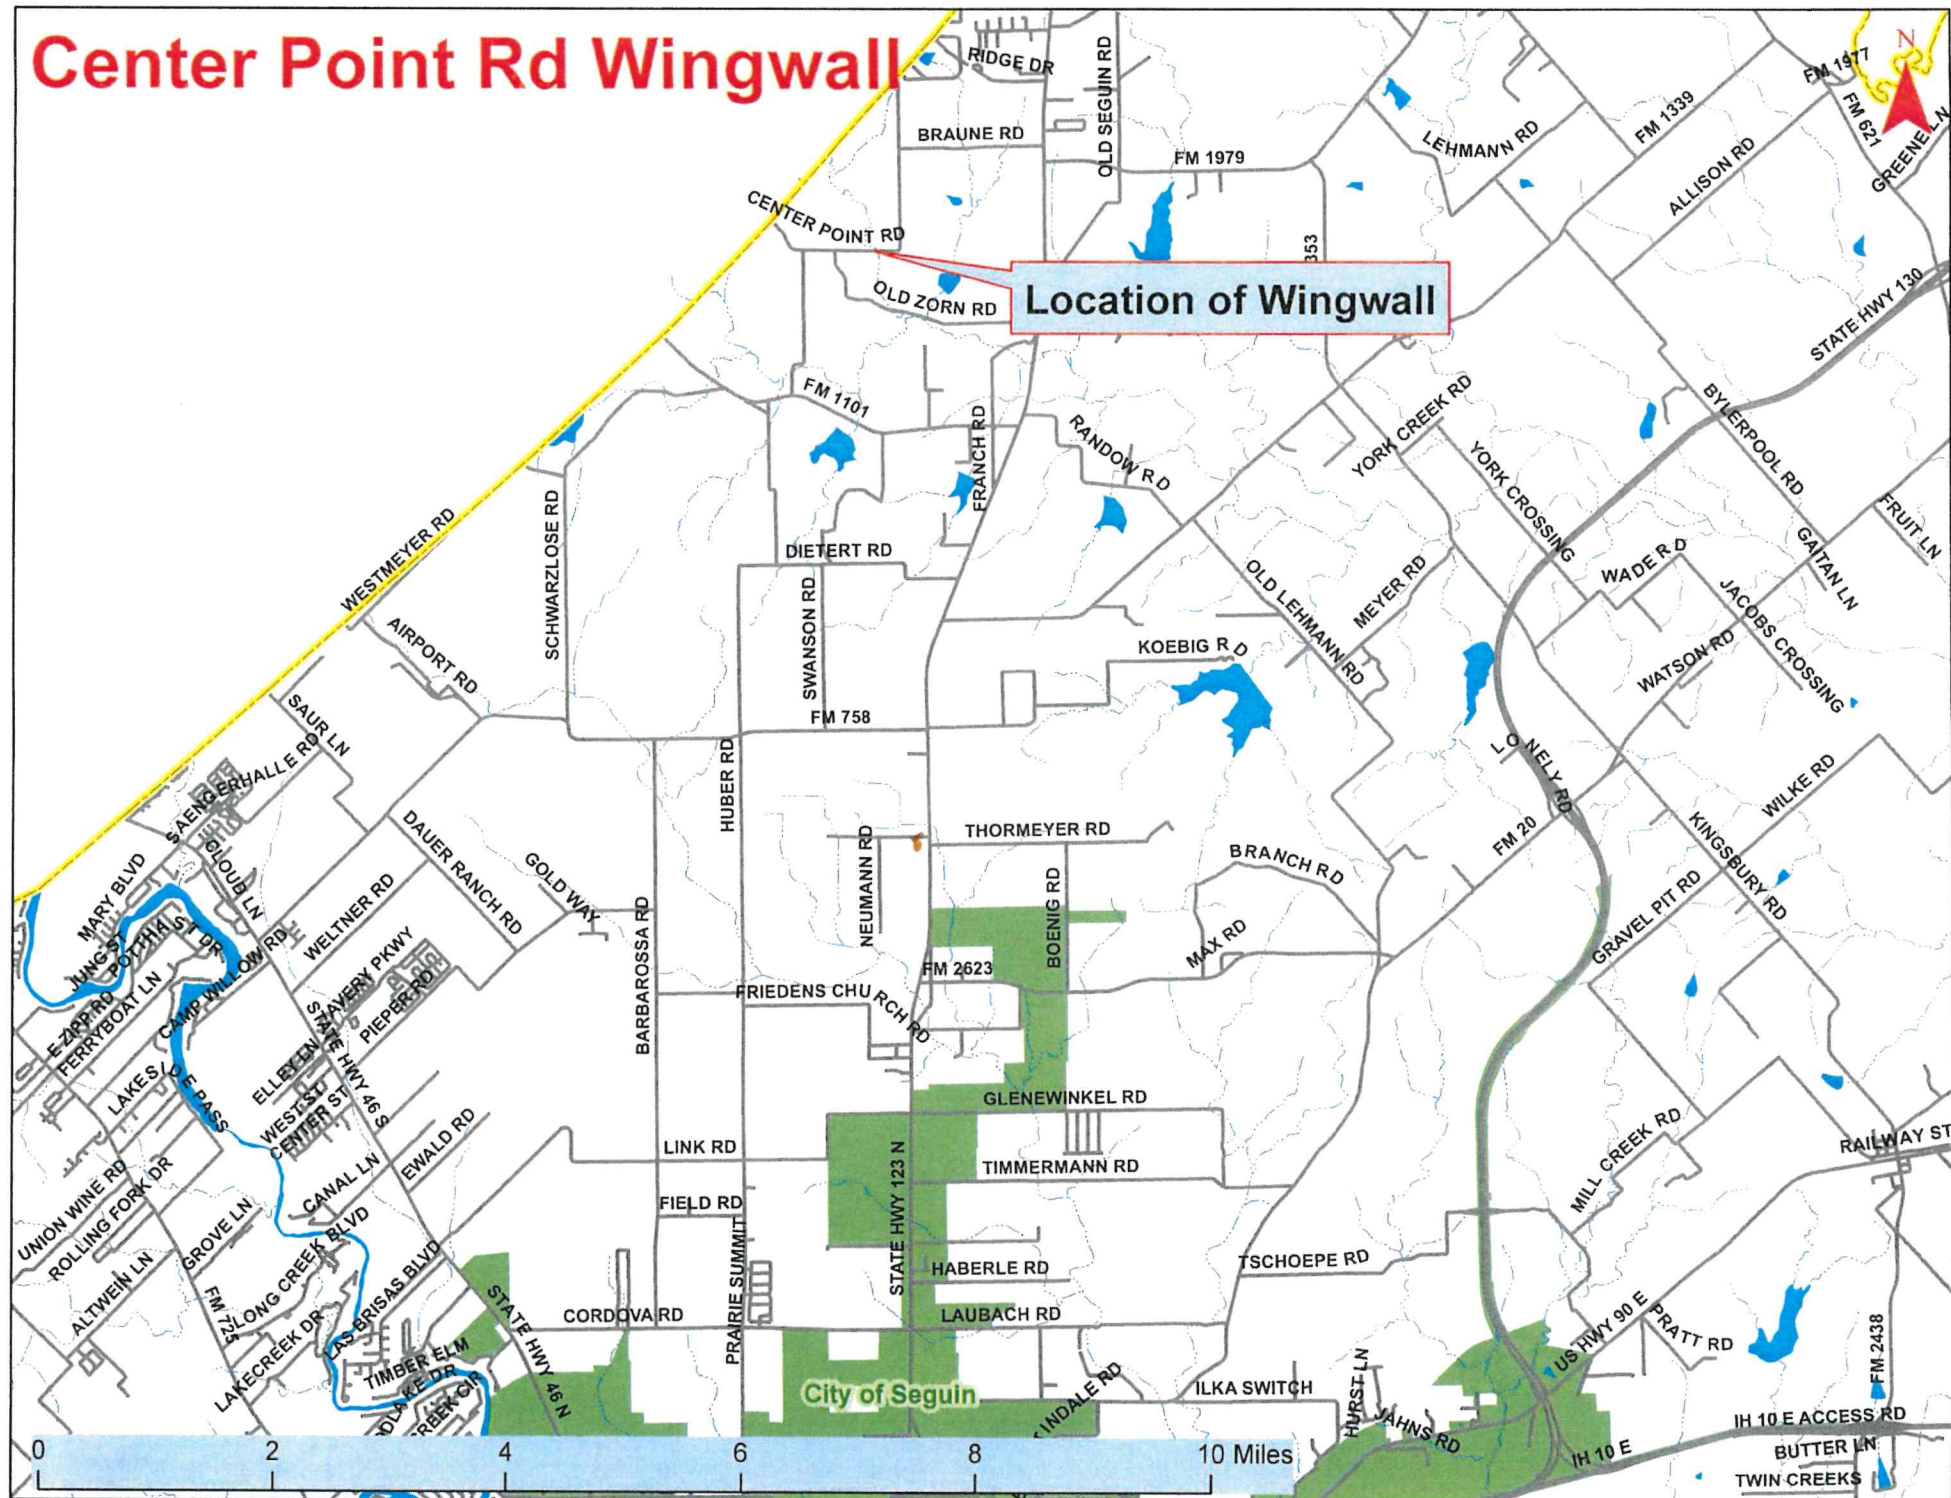 Center Point Rd Wingwall
N
RIDGE DR
OLD SEGUIN RD
FM 1977
FM 621
GREENE LN
BRAUNE RD
FM 1979
LEHMANN RD
FM 1339
ALLISON RD
CENTER POINT RD
353
Location of Wingwall
OLD ZORN RD
STATE HWY 130
FM 1101
FRANCH RD
RANDOW RD
YORK CREEK RD
YORK CROSSING
BYLERPOOL RD
FRUIT LN
GAITAN LN
WESTMEYER RD
SCHWARZLOSE RD
DIETERT RD
SWANSON RD
OLD LEHMANN RD
MEYER RD
WADE RD
JACOBS CROSSING
WATSON RD
AIRPORT RD
KOEBIG RD
SAUR LN
FM 758
HUBER RD
LONELY RD
SAENGERHALLE RD
WILKE RD
DAUER RANCH RD
GOLD WAY
NEUMANN RD
THORMEYER RD
BRANCH RD
FM 20
KINGSBURY RD
CLOUD LN
MARY BLVD
WELTNER RD
BARBAROSSA RD
BOENIG RD
MAX RD
GRAVEL PIT RD
JUNG ST
POTTHAST DR
AVERY PKWY
PIEPER RD
FM 2623
FRIEDENS CHURCH RD
E ZIPP RD
FERRYBOAT LN
CAMP WILLOW RD
STATE HWY 46 S
ELLEY LN
LAKESIDE PASS
WEST ST
CENTER ST
GLENEWINKEL RD
EWALD RD
LINK RD
STATE HWY 123 N
TIMMERMANN RD
MILL CREEK RD
RAILWAY ST
UNION WINE RD
ROLLING FORK DR
CANAL LN
FIELD RD
GROVE LN
ALTWEIN LN
LONG CREEK BLVD
LAS BRISAS BLVD
PRAIRIE SUMMIT
HABERLE RD
TSCHOEPE RD
FM 725
STATE HWY 46 N
CORDOVA RD
LAUBACH RD
US HWY 90 E
PRATT RD
FM 2438
LAKECREEK DR
TIMBER ELM
City of Seguin
ILKA SWITCH
HURST LN
JAHNS RD
IH 10 E ACCESS RD
IH 10 E
BUTTER LN
TWIN CREEKS
0 2 4 6 8 10 Miles